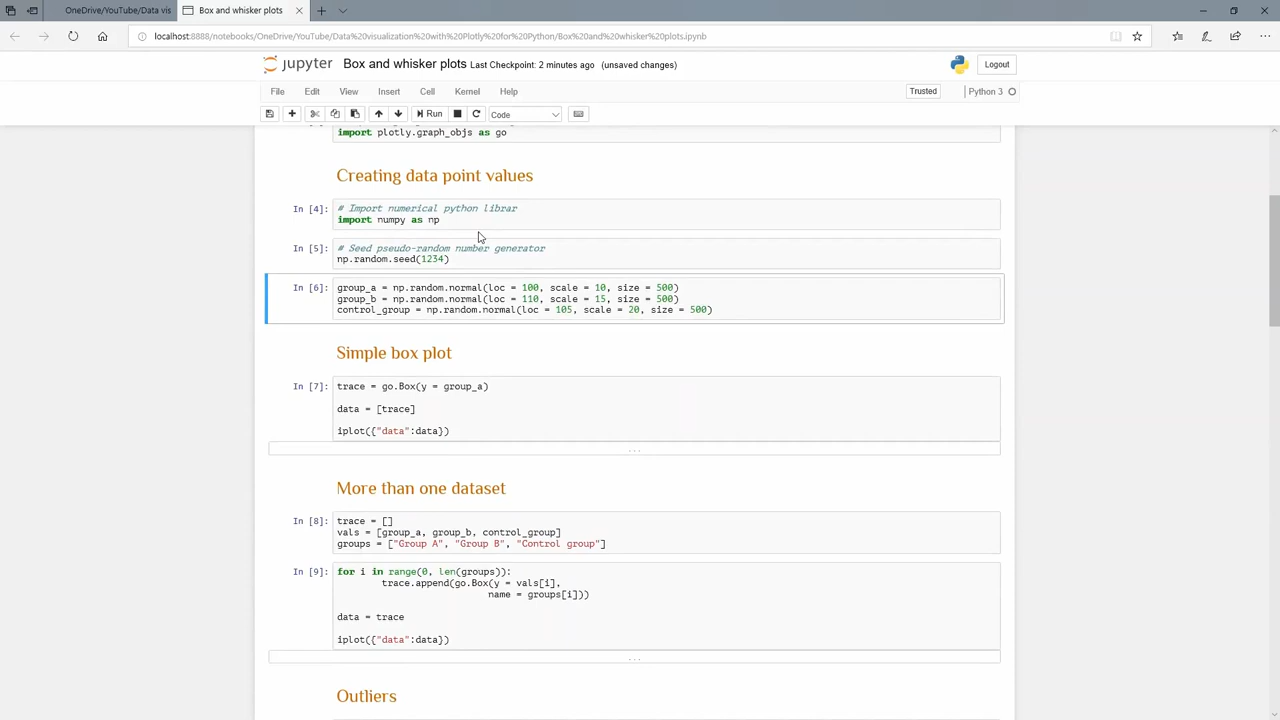 OneDrive/YouTube/Data vis
Box and whisker plots
localhost:8888/notebooks/OneDrive/YouTube/Data%20visualization%20with%20Plotly%20for%20Python/Box%20and%20whisker%20plots.ipynb
jupyter Box and whisker plots Last Checkpoint: 2 minutes ago (unsaved changes)
Logout
File Edit View Insert Cell Kernel Help
Trusted
Python 3
Run
Code
import plotly.graph_objs as go
Creating data point values
In [4]: # Import numerical python librar
import numpy as np
In [5]: # Seed pseudo-random number generator
np.random.seed(1234)
In [6]: group_a = np.random.normal(loc = 100, scale = 10, size = 500)
group_b = np.random.normal(loc = 110, scale = 15, size = 500)
control_group = np.random.normal(loc = 105, scale = 20, size = 500)
Simple box plot
In [7]: trace = go.Box(y = group_a)
data = [trace]
iplot({"data":data})
...
More than one dataset
In [8]: trace = []
vals = [group_a, group_b, control_group]
groups = ["Group A", "Group B", "Control group"]
In [9]: for i in range(0, len(groups)):
trace.append(go.Box(y = vals[i],
name = groups[i]))
data = trace
iplot({"data":data})
...
Outliers